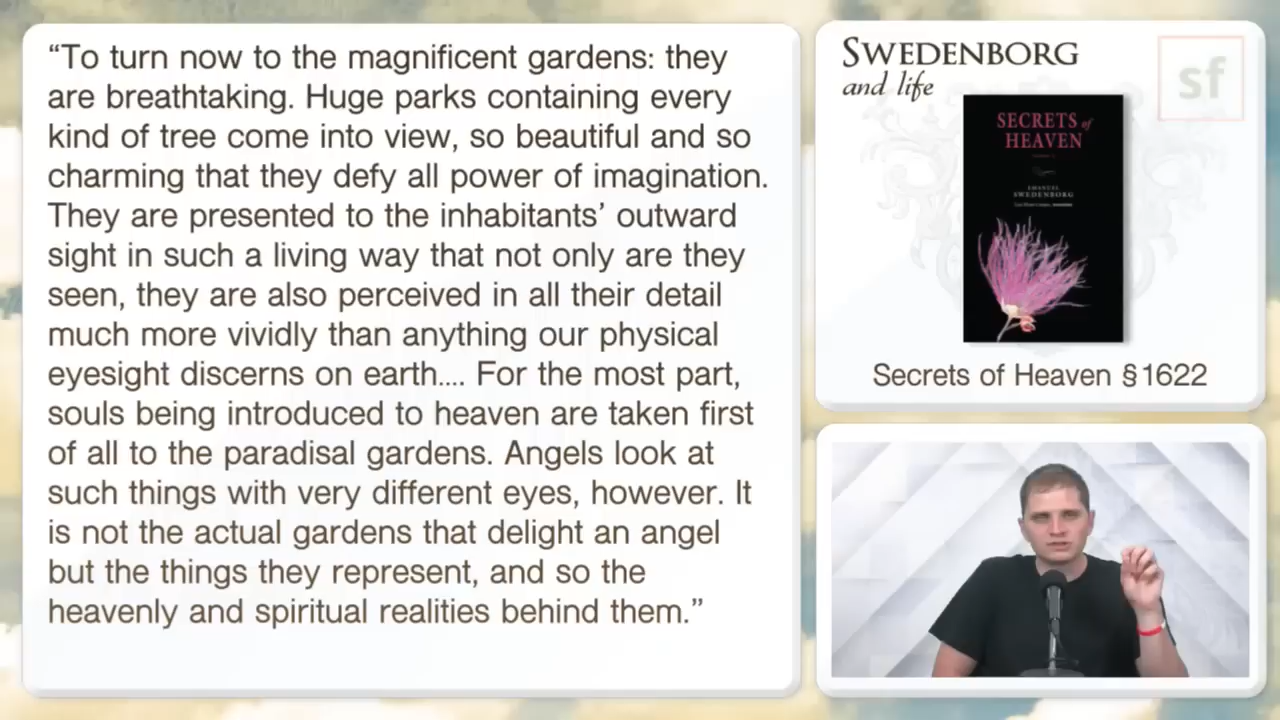 “To turn now to the magnificent gardens: they
are breathtaking. Huge parks containing every
kind of tree come into view, so beautiful and so
charming that they defy all power of imagination.
They are presented to the inhabitants’ outward
sight in such a living way that not only are they
seen, they are also perceived in all their detail
much more vividly than anything our physical
eyesight discerns on earth.... For the most part,
souls being introduced to heaven are taken first
of all to the paradisal gardens. Angels look at
such things with very different eyes, however. It
is not the actual gardens that delight an angel
but the things they represent, and so the
heavenly and spiritual realities behind them.”
SWEDENBORG
and life
sf
SECRETS of
HEAVEN
EMANUEL
SWEDENBORG
Secrets of Heaven §1622